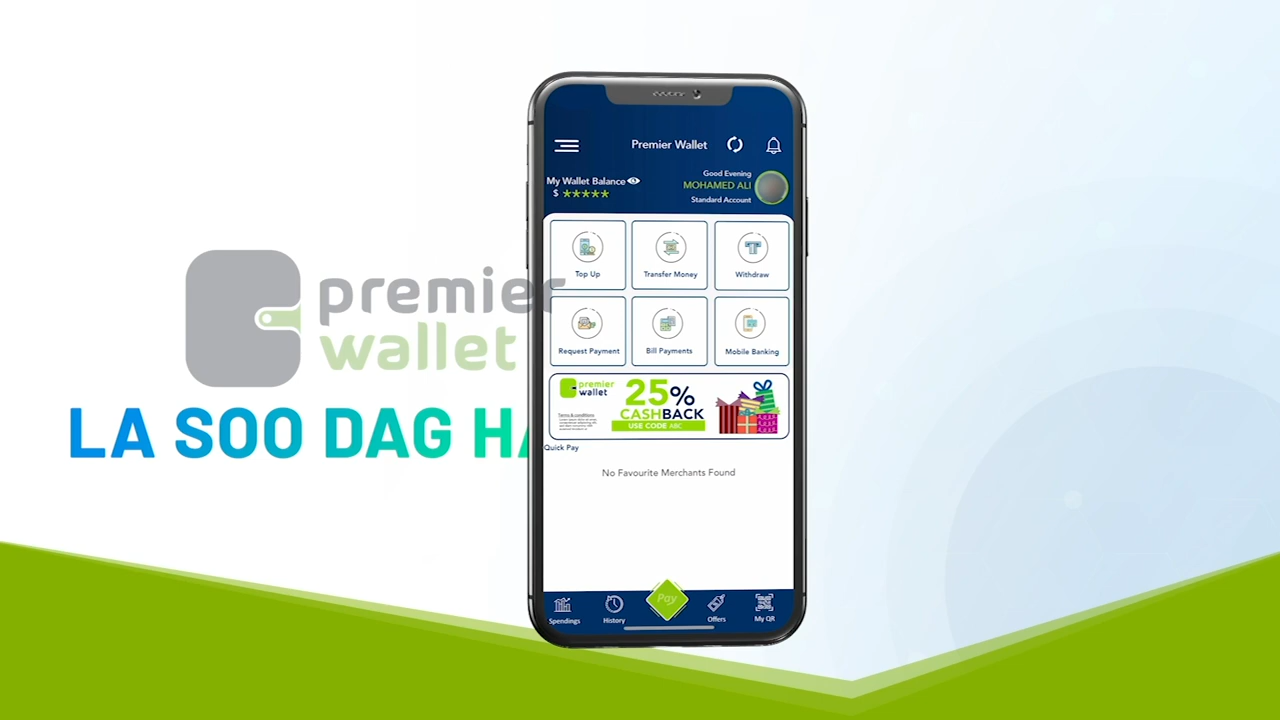 premier
wallet
LA SOO DAG
Premier Wallet
My Wallet Balance
$ *****
Good Evening
MOHAMED ALI
Standard Account
Top Up
Transfer Money
Withdraw
Request Payment
Bill Payments
Mobile Banking
premier
wallet
Terms & conditions
25%
CASHBACK
USE CODE ABC
Quick Pay
No Favourite Merchants Found
Pay
Spendings
History
Offers
My QR